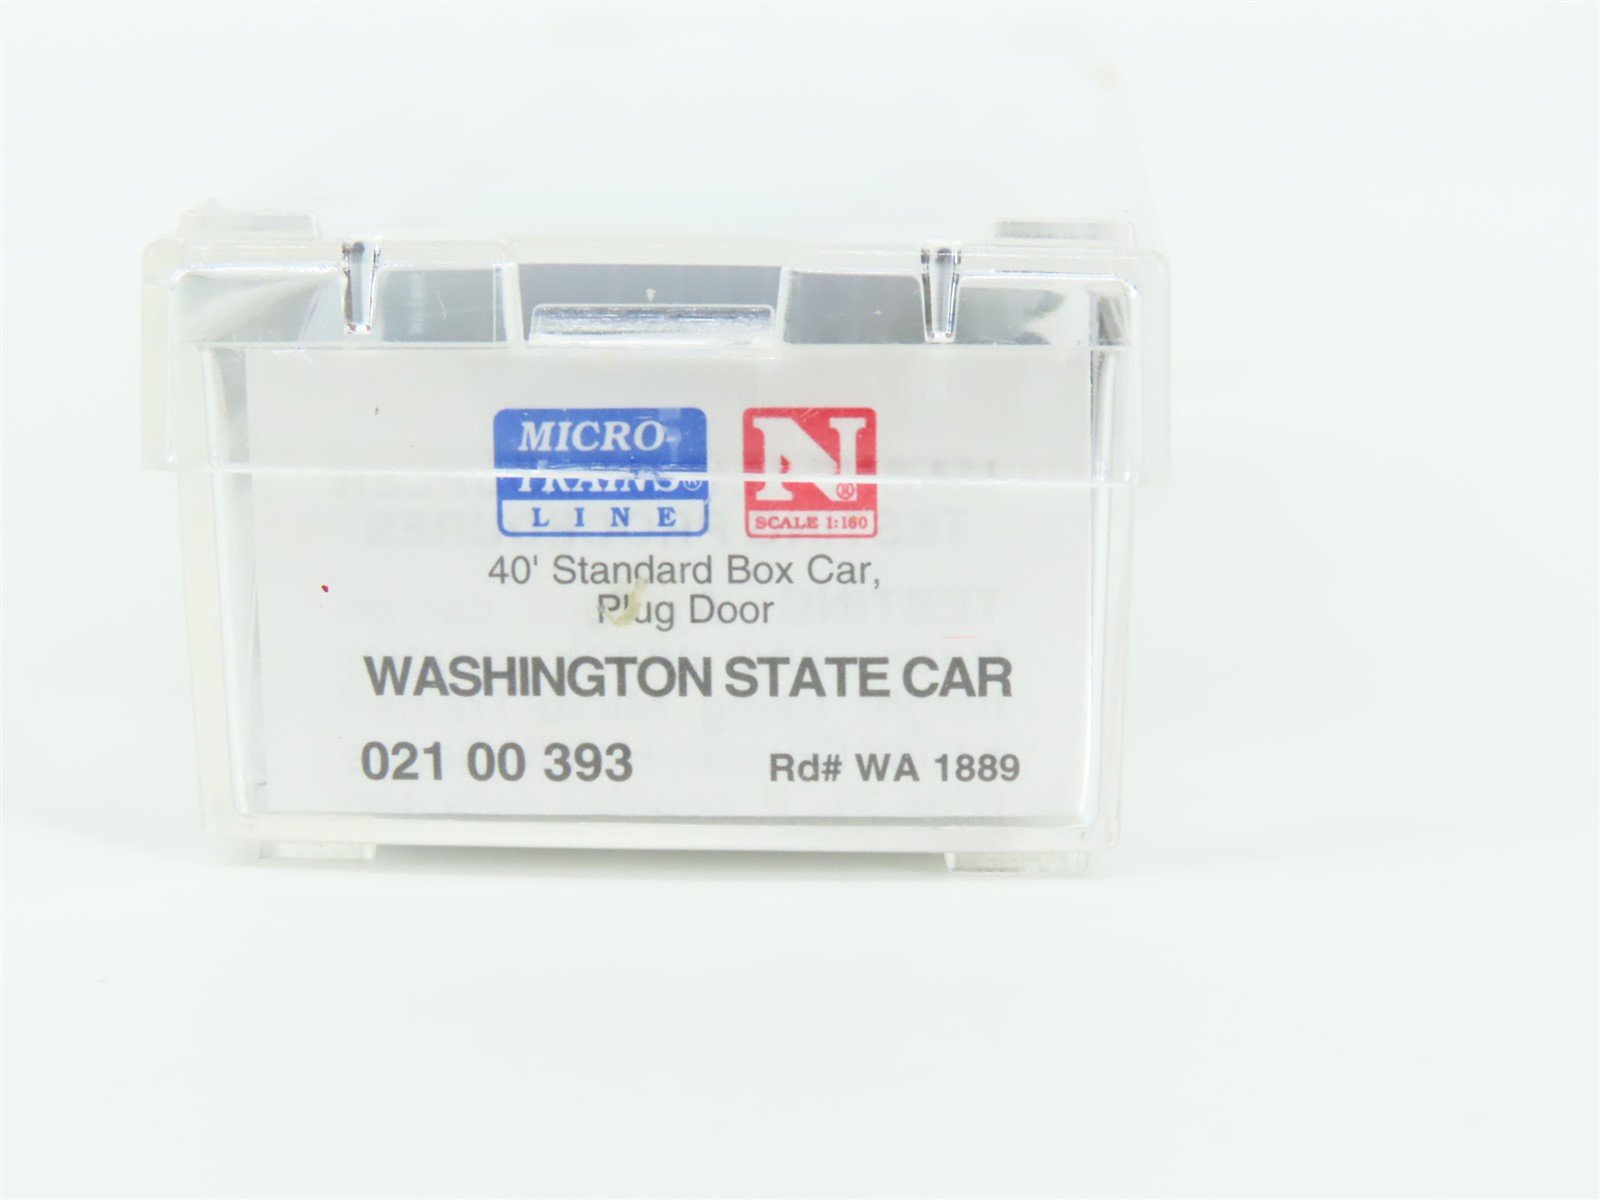 MICRO-
TRAINS®
LINE
N®
SCALE 1:160
40' Standard Box Car,
Plug Door
WASHINGTON STATE CAR
021 00 393 Rd# WA 1889